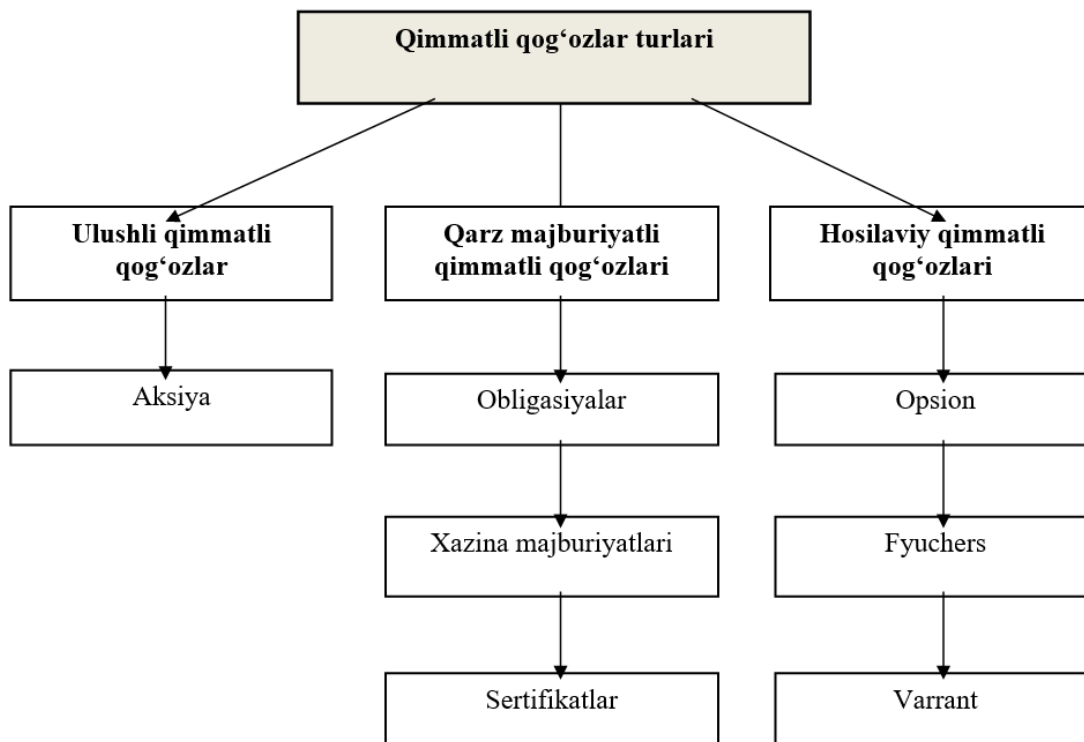 Qimmatli qog‘ozlar turlari
Ulushli qimmatli
qog‘ozlar
Qarz majburiyatli
qimmatli qog‘ozlari
Hosilaviy qimmatli
qog‘ozlari
Aksiya
Obligasiyalar
Opsion
Xazina majburiyatlari
Fyuchers
Sertifikatlar
Varrant